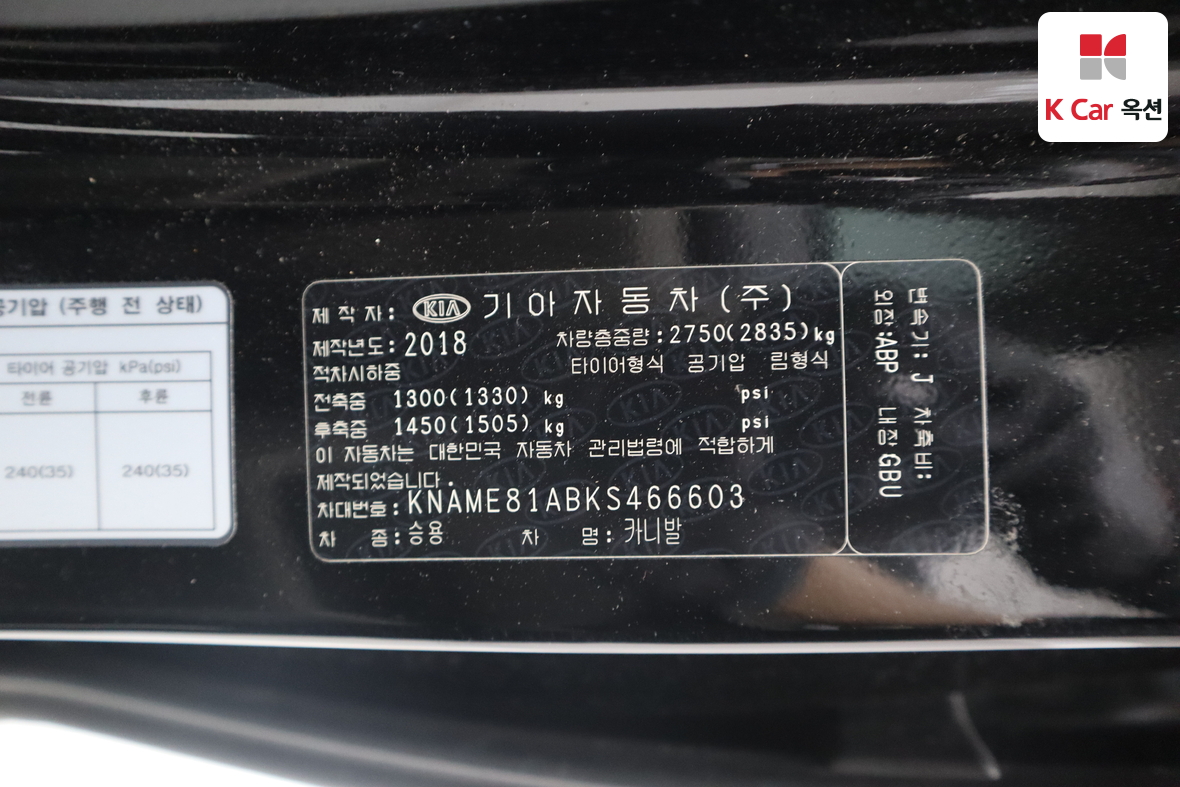 K Car 옥션
공기압 (주행 전 상태)
타이어 공기압 kPa(psi)
전륜 후륜
240(35) 240(35)
제작자: KIA 기아자동차(주)
제작년도: 2018 차량총중량:2750(2835)kg
적차시하중 타이어형식 공기압 림형식
전축중 1300(1330) kg psi
후축중 1450(1505) kg psi
이 자동차는 대한민국 자동차 관리법령에 적합하게
제작되었습니다.
차대번호:KNAME81ABKS466603
차 종:승용 차 명:카니발
변속기: J 차축비:
외장:ABP 내장GBU